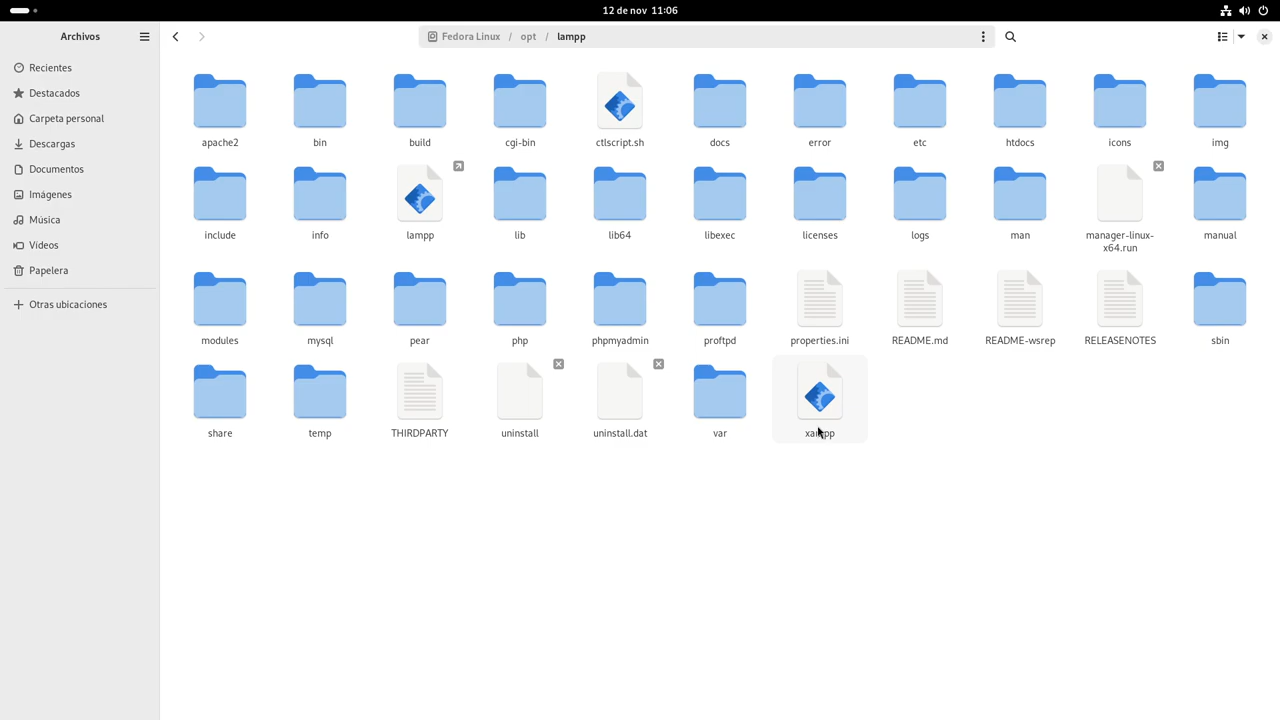 12 de nov 11:06
Archivos
Fedora Linux / opt / lampp
Recientes
Destacados
Carpeta personal
Descargas
Documentos
Imágenes
Música
Vídeos
Papelera
Otras ubicaciones
apache2 bin build cgi-bin ctlscript.sh docs error etc htdocs icons img
include info lampp lib lib64 libexec licenses logs man manager-linux- manual
x64.run
modules mysql pear php phpmyadmin proftpd properties.ini README.md README-wsrep RELEASENOTES sbin
share temp THIRDPARTY uninstall uninstall.dat var xampp